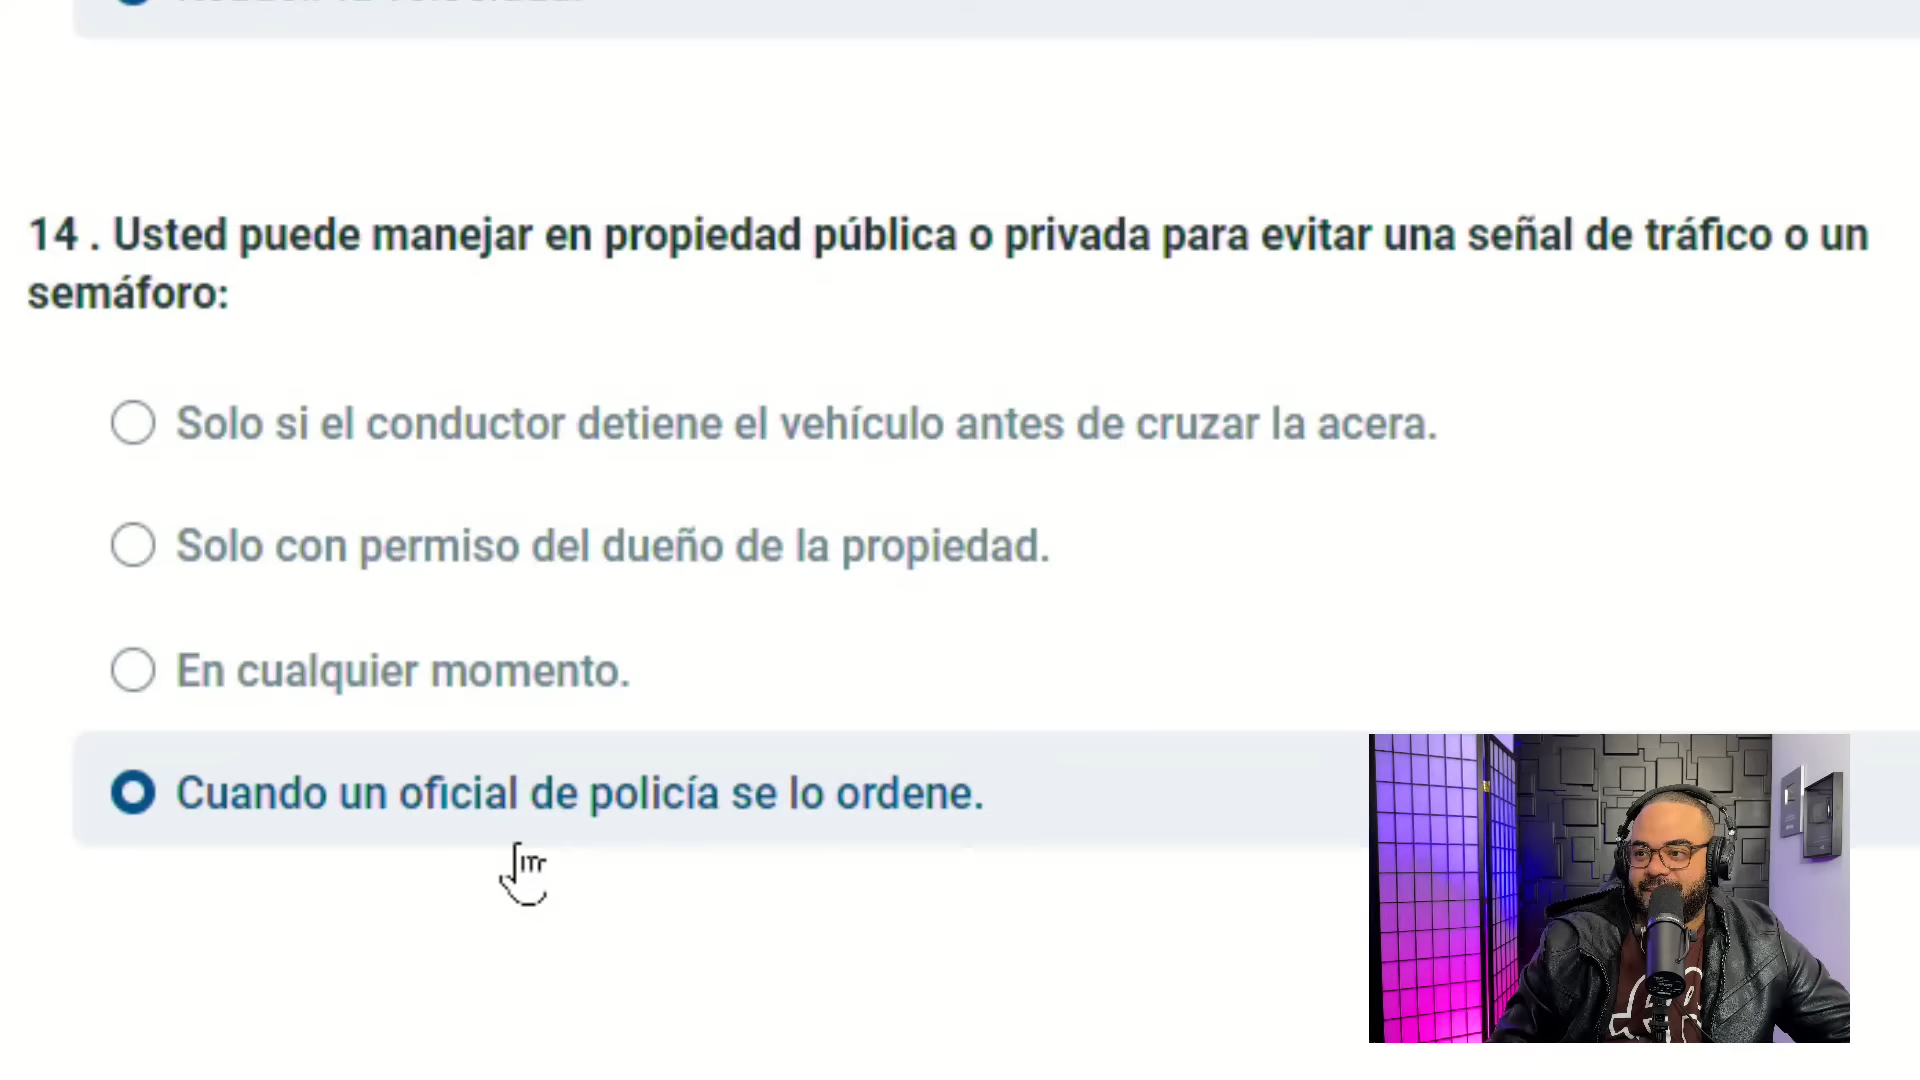 14 . Usted puede manejar en propiedad pública o privada para evitar una señal de tráfico o un
semáforo:
Solo si el conductor detiene el vehículo antes de cruzar la acera.
Solo con permiso del dueño de la propiedad.
En cualquier momento.
Cuando un oficial de policía se lo ordene.